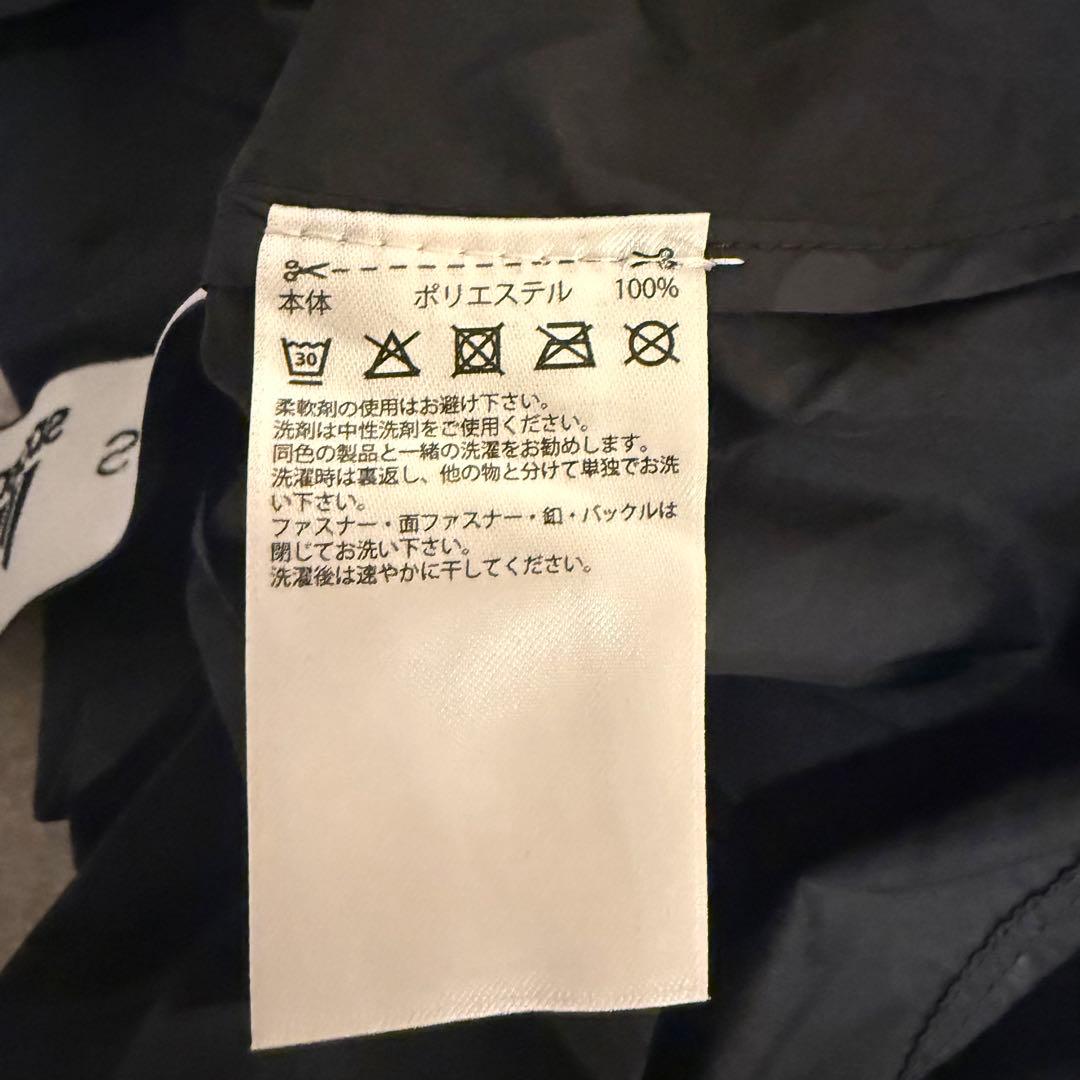 本体 ポリエステル 100%
30
柔軟剤の使用はお避け下さい。
洗剤は中性洗剤をご使用ください。
同色の製品と一緒の洗濯をお勧めします。
洗濯時は裏返し、他の物と分けて単独でお洗
い下さい。
ファスナー・面ファスナー・釦・バックルは
閉じてお洗い下さい。
洗濯後は速やかに干してください。